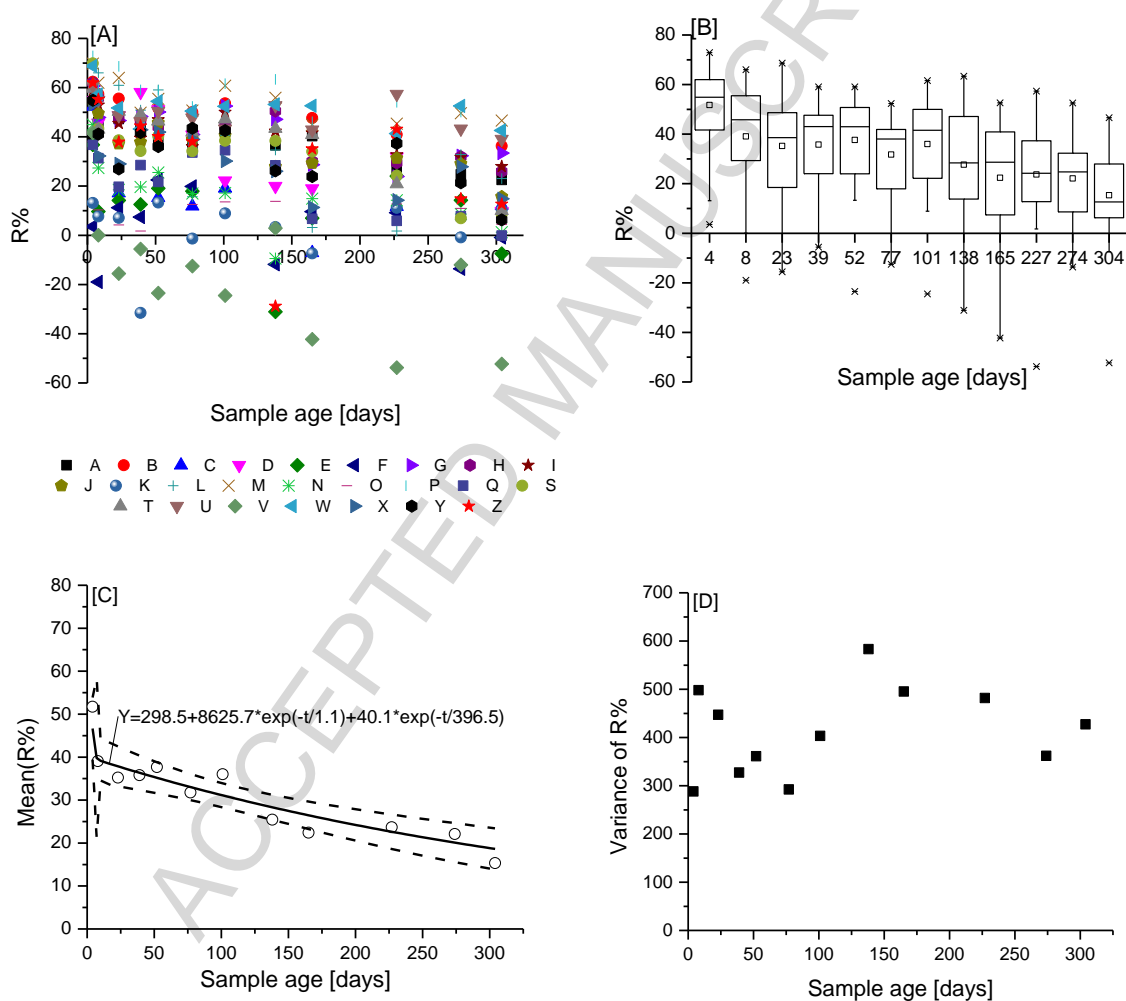 [A]
80
60
40
20
0
-20
-40
-60
0 50 100 150 200 250 300
R%
Sample age [days]
[B]
80
60
40
20
0
-20
-40
-60
4 8 23 39 52 77 101 138 165 227 274 304
R%
Sample age [days]
A B C D E F G H I
J K L M N O P Q S
T U V W X Y Z
[C]
80
70
60
50
40
30
20
10
0
0 50 100 150 200 250 300
Y=298.5+8625.7*exp(-t/1.1)+40.1*exp(-t/396.5)
Mean(R%)
Sample age [days]
[D]
700
600
500
400
300
200
100
0
0 50 100 150 200 250 300
Variance of R%
Sample age [days]
ACCEPTED MANUSCR